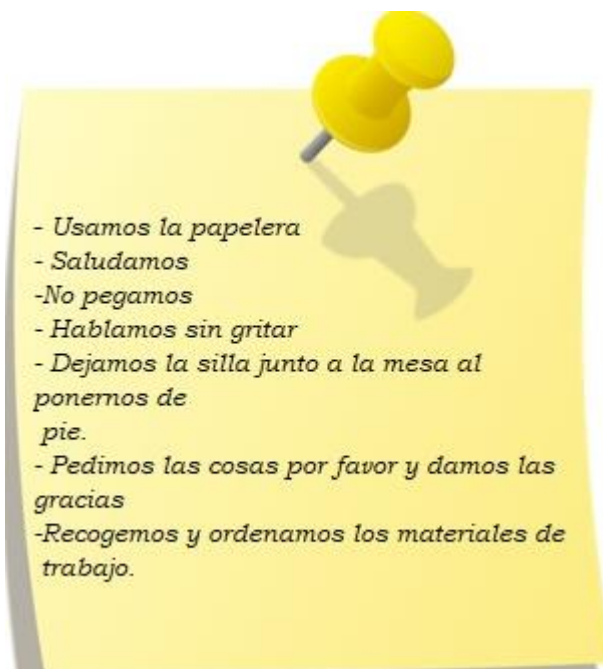 - Usamos la papelera
- Saludamos
-No pegamos
- Hablamos sin gritar
- Dejamos la silla junto a la mesa al
ponernos de
pie.
- Pedimos las cosas por favor y damos las
gracias
-Recogemos y ordenamos los materiales de
trabajo.